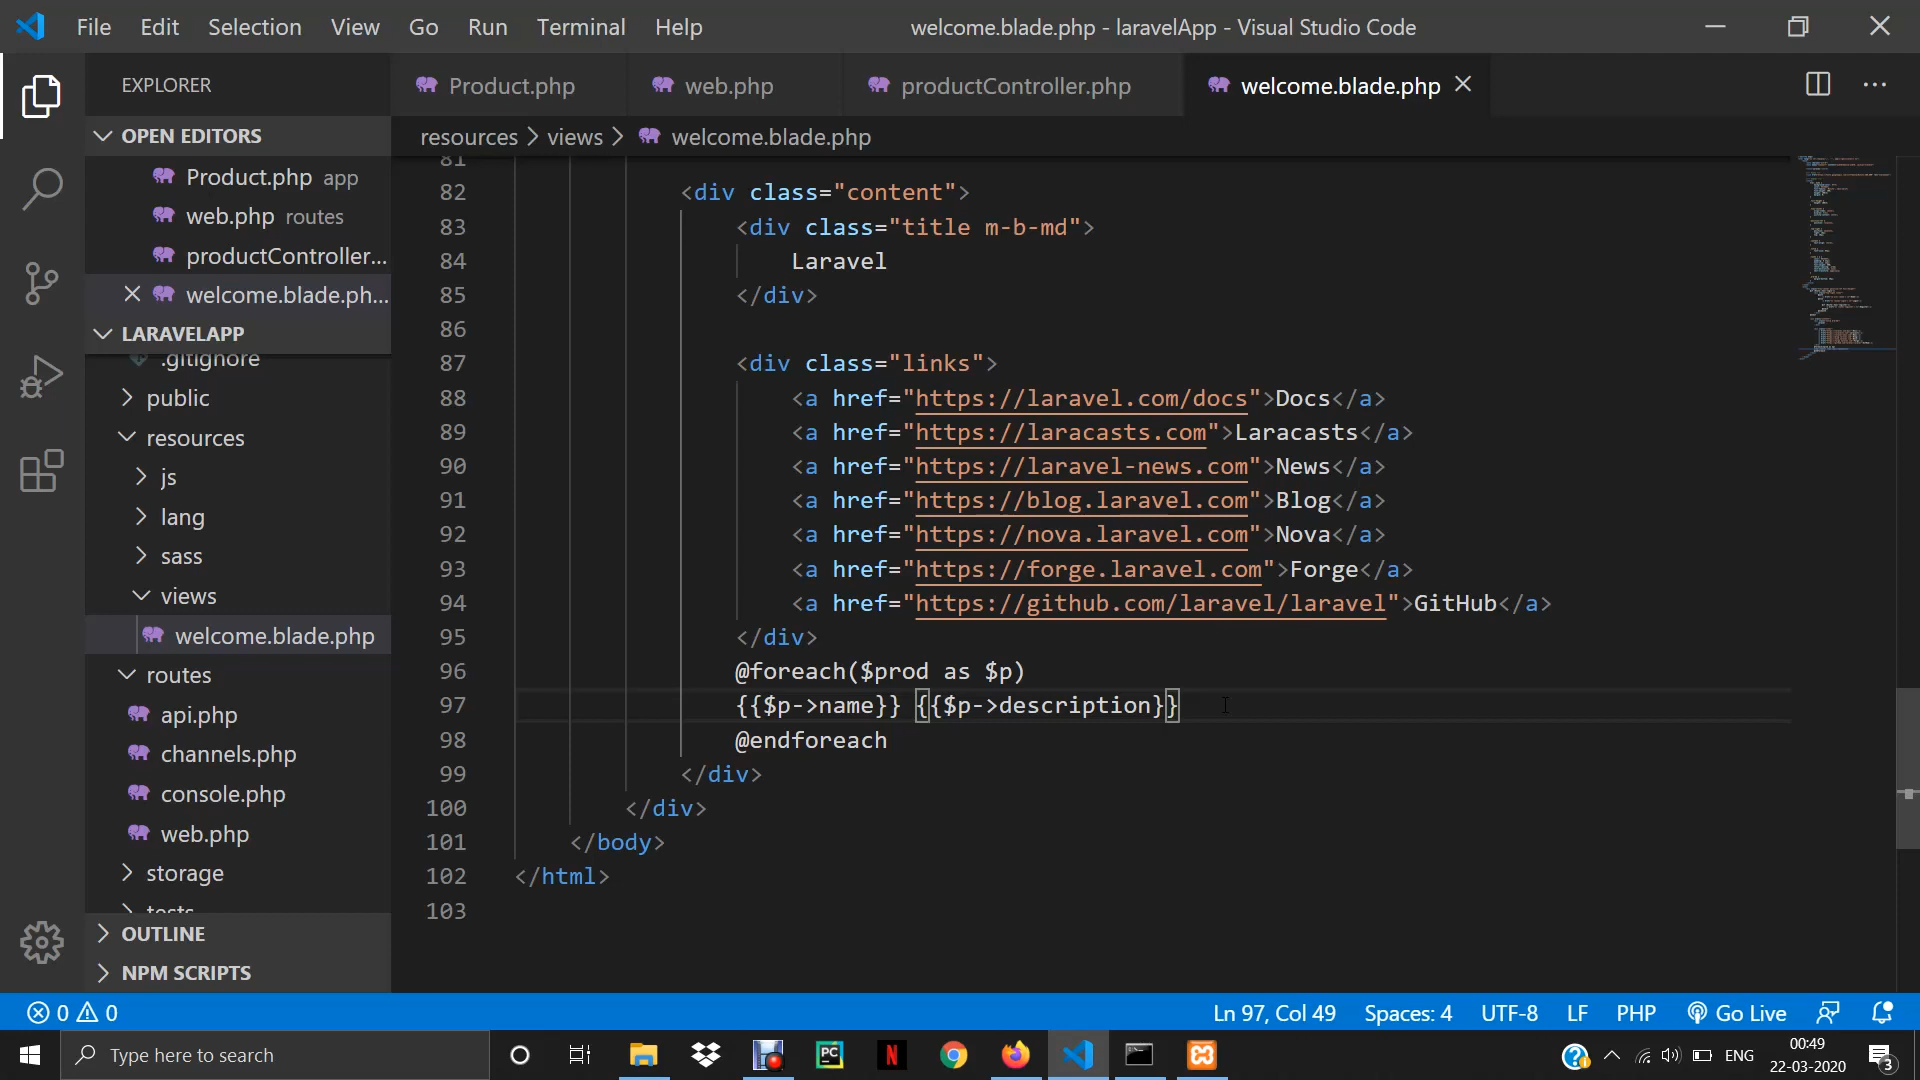 File Edit Selection View Go Run Terminal Help
welcome.blade.php - laravelApp - Visual Studio Code
EXPLORER
OPEN EDITORS
Product.php app
web.php routes
productController...
welcome.blade.ph...
LARAVELAPP
.gitignore
public
resources
js
lang
sass
views
welcome.blade.php
routes
api.php
channels.php
console.php
web.php
storage
tests
OUTLINE
NPM SCRIPTS
Product.php web.php productController.php welcome.blade.php
resources > views > welcome.blade.php
81
82 <div class="content">
83 <div class="title m-b-md">
84 Laravel
85 </div>
86
87 <div class="links">
88 <a href="https://laravel.com/docs">Docs</a>
89 <a href="https://laracasts.com">Laracasts</a>
90 <a href="https://laravel-news.com">News</a>
91 <a href="https://blog.laravel.com">Blog</a>
92 <a href="https://nova.laravel.com">Nova</a>
93 <a href="https://forge.laravel.com">Forge</a>
94 <a href="https://github.com/laravel/laravel">GitHub</a>
95 </div>
96 @foreach($prod as $p)
97 {{$p->name}} {{$p->description}}
98 @endforeach
99 </div>
100 </div>
101 </body>
102 </html>
103
0 0 Ln 97, Col 49 Spaces: 4 UTF-8 LF PHP Go Live
Type here to search
PC
N
ENG
00:49
22-03-2020
3